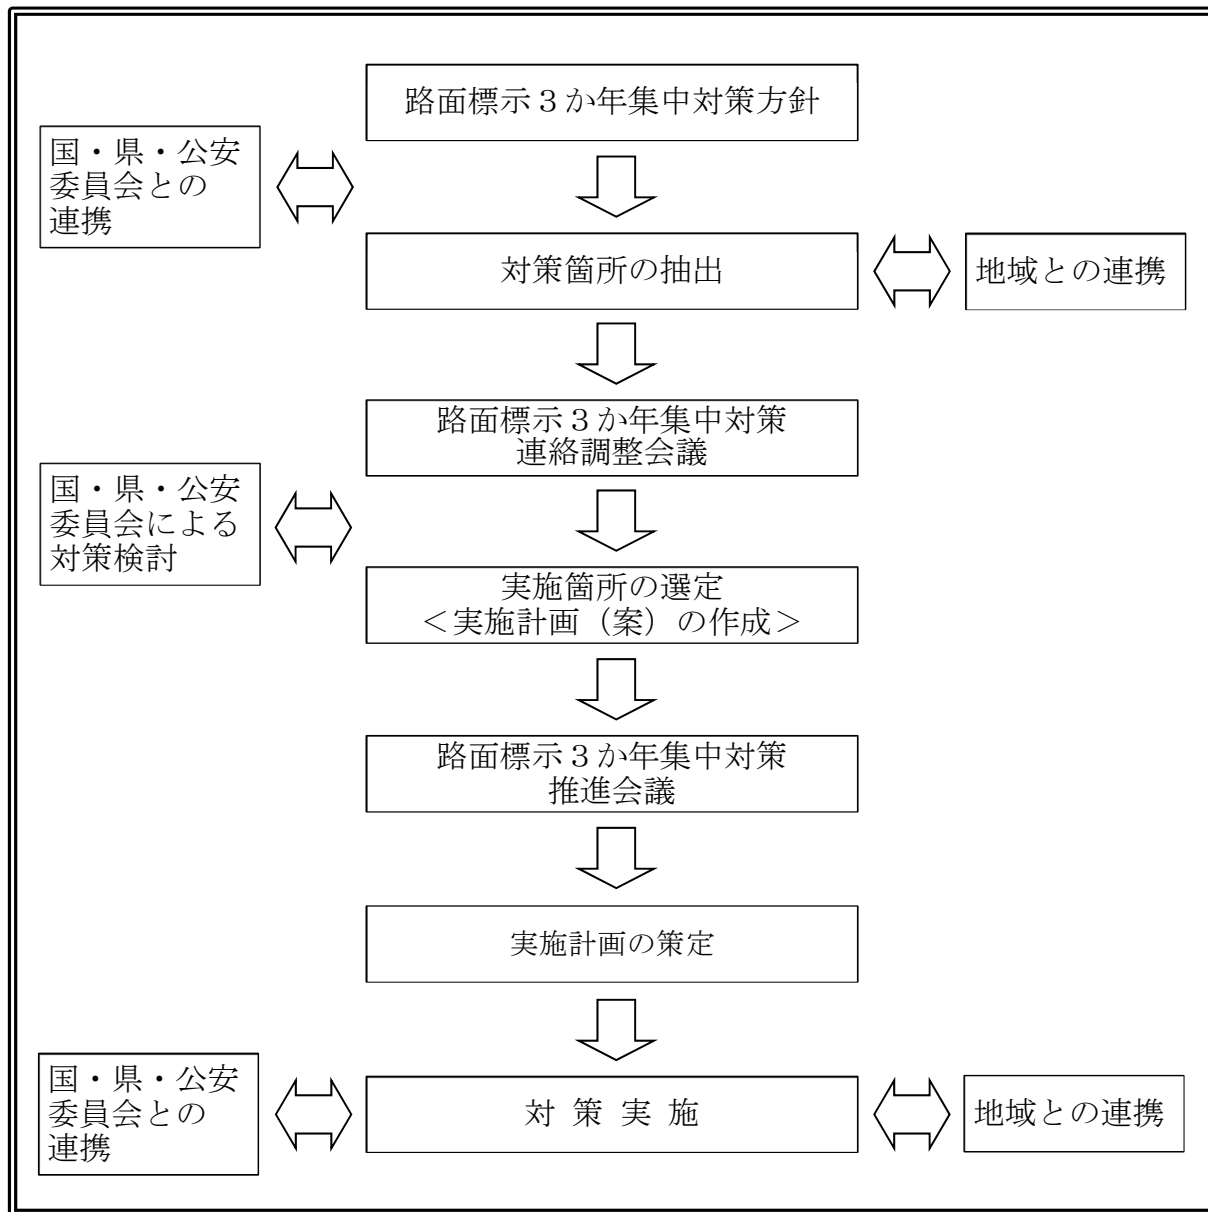 路面標示３か年集中対策方針
国・県・公安
委員会との
連携
対策箇所の抽出
地域との連携
路面標示３か年集中対策
連絡調整会議
国・県・公安
委員会による
対策検討
実施箇所の選定
＜実施計画（案）の作成＞
路面標示３か年集中対策
推進会議
実施計画の策定
国・県・公安
委員会との
連携
対 策 実 施
地域との連携